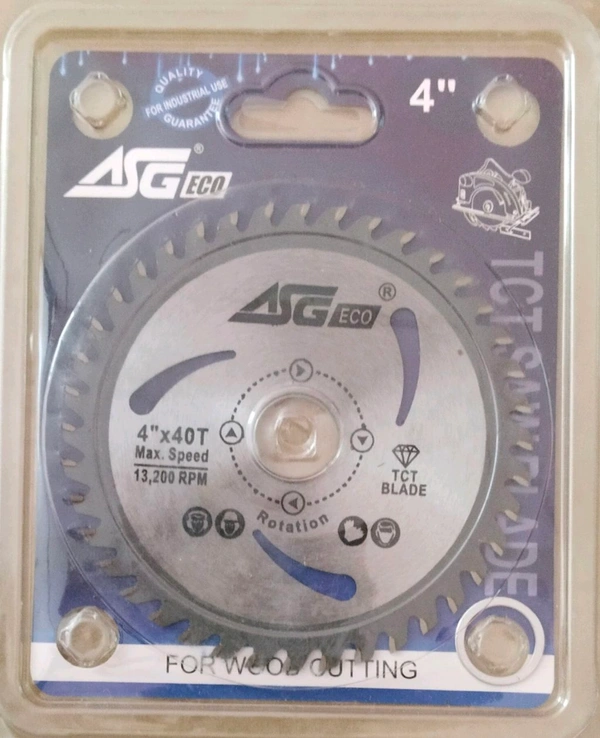 QUALITY
FOR INDUSTRIAL USE
GUARANTEE
4"
ASG® ECO
TCT SAW BLADE
ASG® ECO
4"x40T
Max. Speed
13,200 RPM
TCT
BLADE
Rotation
FOR WOOD CUTTING